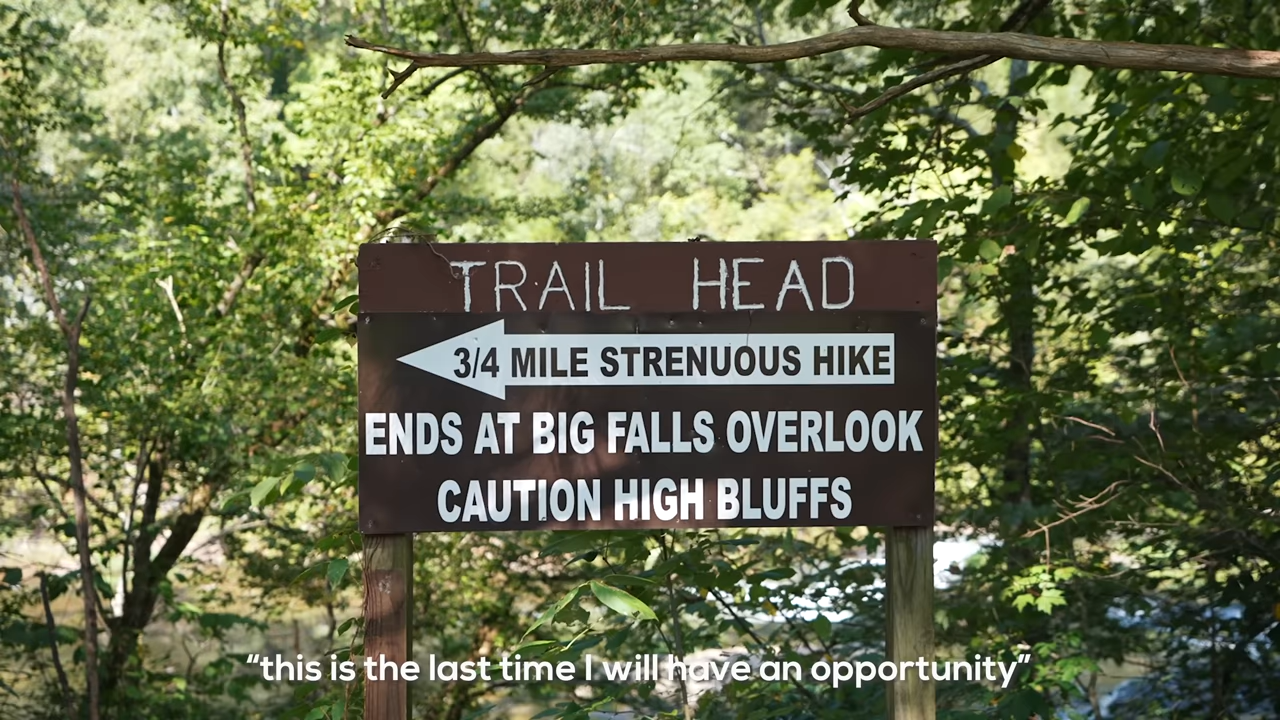 TRAIL HEAD
3/4 MILE STRENUOUS HIKE
ENDS AT BIG FALLS OVERLOOK
CAUTION HIGH BLUFFS
“this is the last time I will have an opportunity”